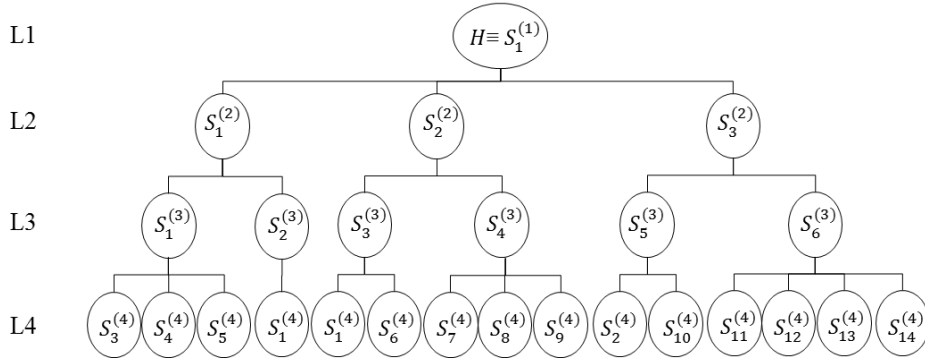 L1 H≡ S₁⁽¹⁾
L2 S₁⁽²⁾ S₂⁽²⁾ S₃⁽²⁾
L3 S₁⁽³⁾ S₂⁽³⁾ S₃⁽³⁾ S₄⁽³⁾ S₅⁽³⁾ S₆⁽³⁾
L4 S₃⁽⁴⁾ S₄⁽⁴⁾ S₅⁽⁴⁾ S₁⁽⁴⁾ S₁⁽⁴⁾ S₆⁽⁴⁾ S₇⁽⁴⁾ S₈⁽⁴⁾ S₉⁽⁴⁾ S₂⁽⁴⁾ S₁₀⁽⁴⁾ S₁₁⁽⁴⁾ S₁₂⁽⁴⁾ S₁₃⁽⁴⁾ S₁₄⁽⁴⁾